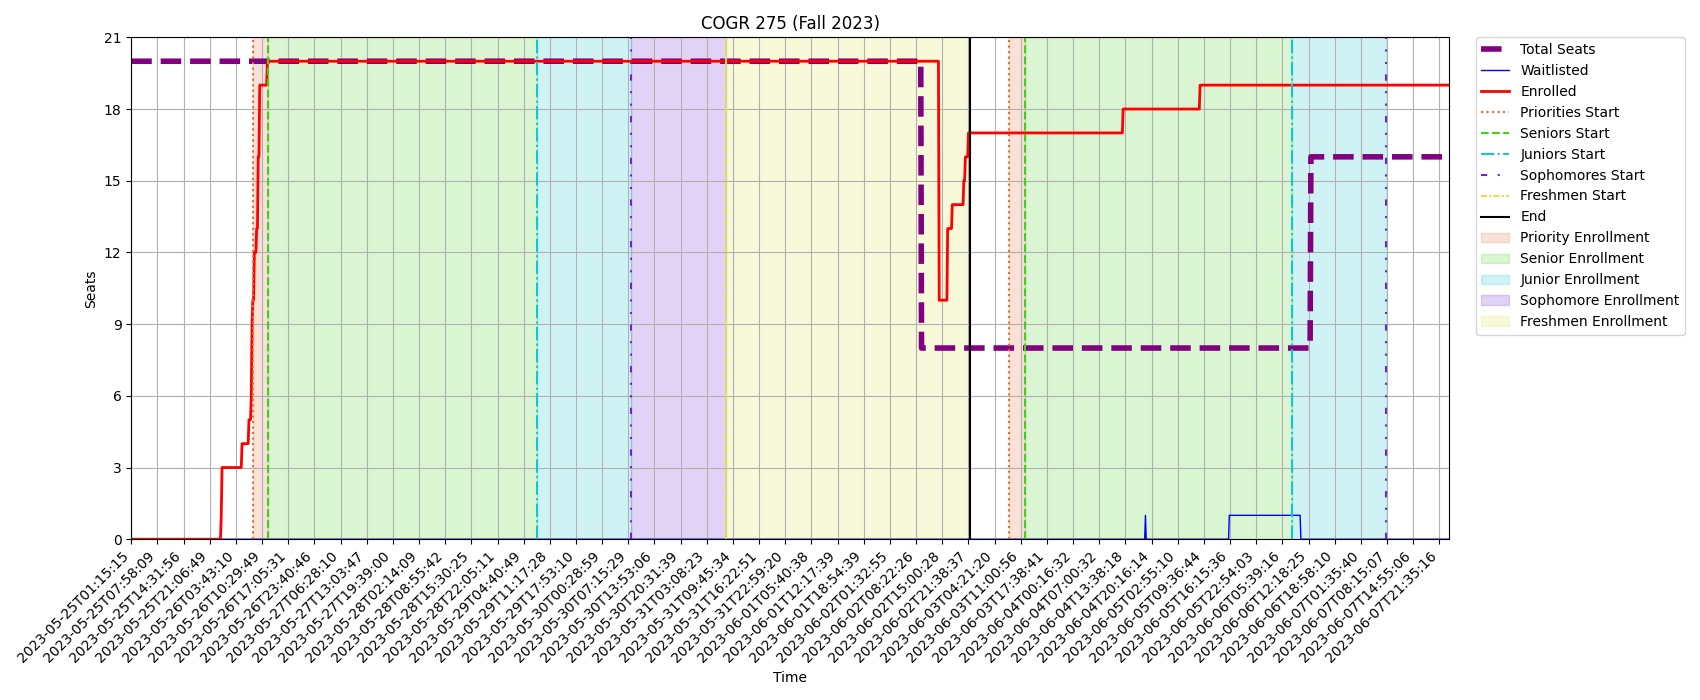 COGR 275 (Fall 2023)
Seats
21
18
15
12
9
6
3
0
2023-05-25T01:15:15
2023-05-25T07:58:09
2023-05-25T14:31:56
2023-05-25T21:06:49
2023-05-26T03:43:10
2023-05-26T10:29:49
2023-05-26T17:05:31
2023-05-26T23:40:46
2023-05-27T06:28:10
2023-05-27T13:03:47
2023-05-27T19:39:00
2023-05-28T02:14:09
2023-05-28T08:55:42
2023-05-28T15:30:25
2023-05-28T22:05:11
2023-05-29T04:40:49
2023-05-29T11:17:28
2023-05-29T17:53:10
2023-05-30T00:28:59
2023-05-30T07:15:29
2023-05-30T13:53:06
2023-05-30T20:31:39
2023-05-31T03:08:23
2023-05-31T09:45:34
2023-05-31T16:22:51
2023-05-31T22:59:20
2023-06-01T05:40:38
2023-06-01T12:17:39
2023-06-01T18:54:39
2023-06-02T01:32:55
2023-06-02T08:22:26
2023-06-02T15:00:28
2023-06-02T21:38:37
2023-06-03T04:21:20
2023-06-03T11:00:56
2023-06-03T17:38:41
2023-06-04T00:16:32
2023-06-04T07:00:32
2023-06-04T13:38:18
2023-06-04T20:16:14
2023-06-05T02:55:10
2023-06-05T09:36:44
2023-06-05T16:15:36
2023-06-05T22:54:03
2023-06-06T05:39:16
2023-06-06T12:18:25
2023-06-06T18:58:10
2023-06-07T01:35:40
2023-06-07T08:15:07
2023-06-07T14:55:06
2023-06-07T21:35:16
Time
Total Seats
Waitlisted
Enrolled
Priorities Start
Seniors Start
Juniors Start
Sophomores Start
Freshmen Start
End
Priority Enrollment
Senior Enrollment
Junior Enrollment
Sophomore Enrollment
Freshmen Enrollment